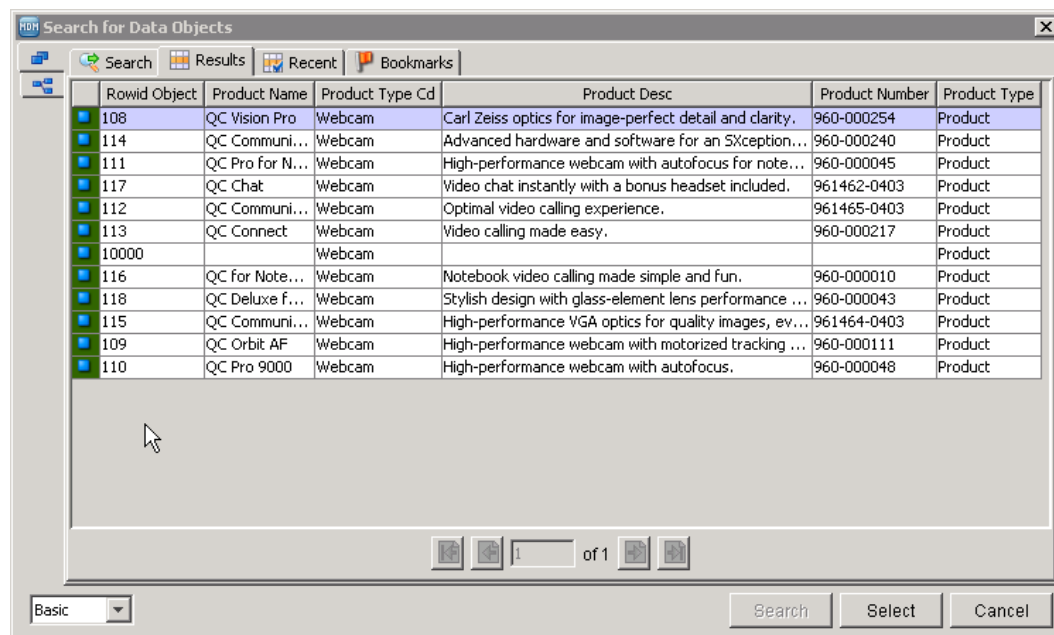 MDM Search for Data Objects
Search Results Recent Bookmarks
Rowid Object Product Name Product Type Cd Product Desc Product Number Product Type
108 QC Vision Pro Webcam Carl Zeiss optics for image-perfect detail and clarity. 960-000254 Product
114 QC Communi... Webcam Advanced hardware and software for an SXception... 960-000240 Product
111 QC Pro for N... Webcam High-performance webcam with autofocus for note... 960-000045 Product
117 QC Chat Webcam Video chat instantly with a bonus headset included. 961462-0403 Product
112 QC Communi... Webcam Optimal video calling experience. 961465-0403 Product
113 QC Connect Webcam Video calling made easy. 960-000217 Product
10000 Webcam Product
116 QC for Note... Webcam Notebook video calling made simple and fun. 960-000010 Product
118 QC Deluxe f... Webcam Stylish design with glass-element lens performance ... 960-000043 Product
115 QC Communi... Webcam High-performance VGA optics for quality images, ev... 961464-0403 Product
109 QC Orbit AF Webcam High-performance webcam with motorized tracking ... 960-000111 Product
110 QC Pro 9000 Webcam High-performance webcam with autofocus. 960-000048 Product
1 of 1
Basic Search Select Cancel